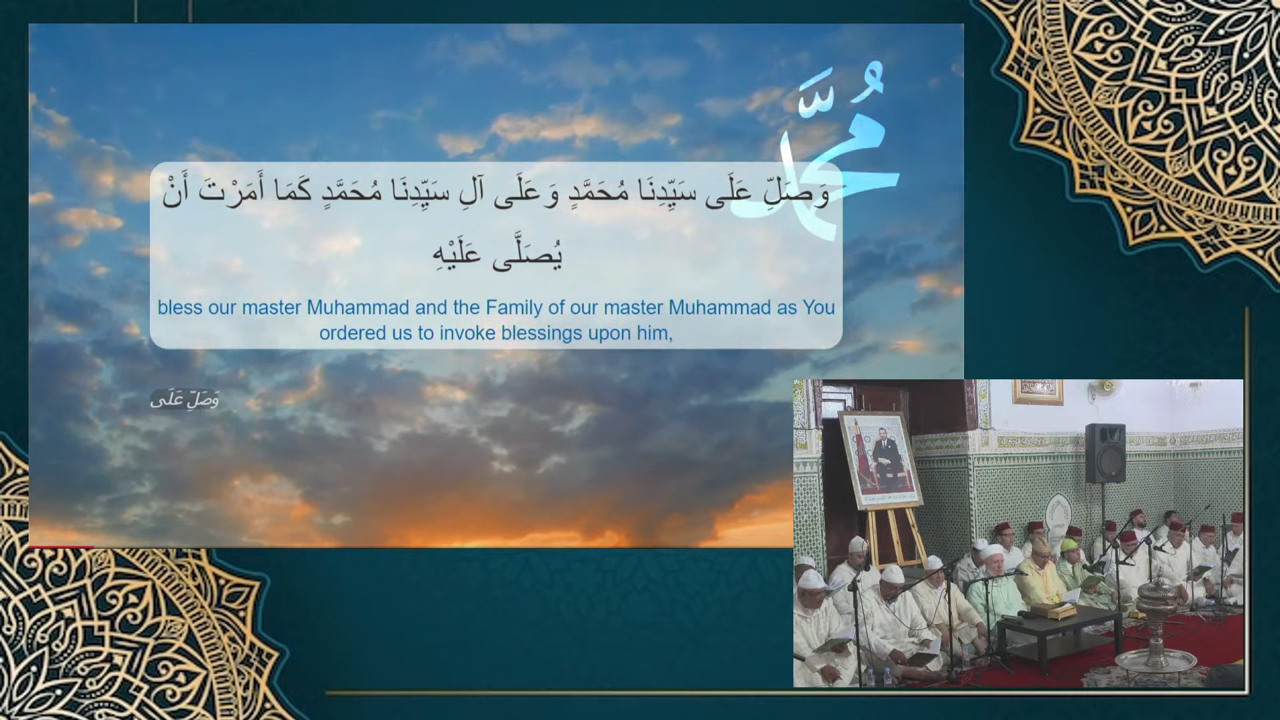 مُحَمَّد
وَصَلِّ عَلَى سَيِّدِنَا مُحَمَّدٍ وَعَلَى آلِ سَيِّدِنَا مُحَمَّدٍ كَمَا أَمَرْتَ أَنْ
يُصَلَّى عَلَيْهِ
bless our master Muhammad and the Family of our master Muhammad as You
ordered us to invoke blessings upon him,
وَصَلِّ عَلَى